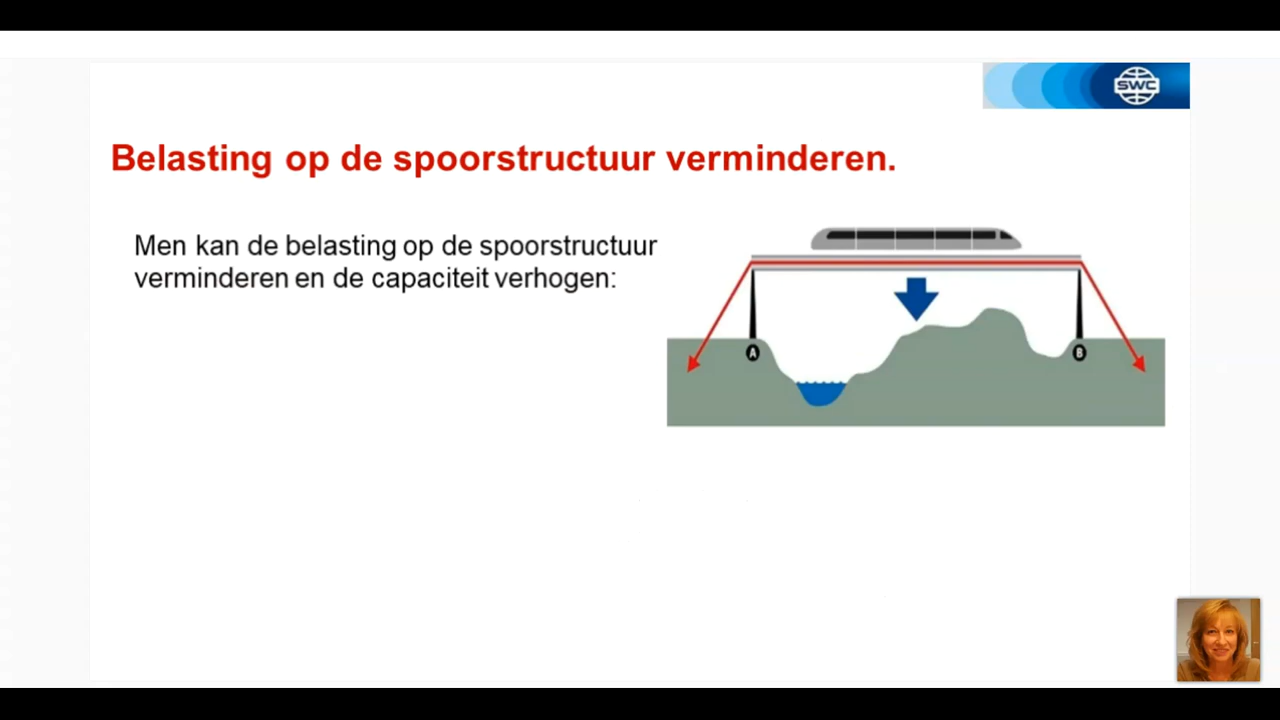 SWC
Belasting op de spoorstructuur verminderen.
Men kan de belasting op de spoorstructuur
verminderen en de capaciteit verhogen:
A
B